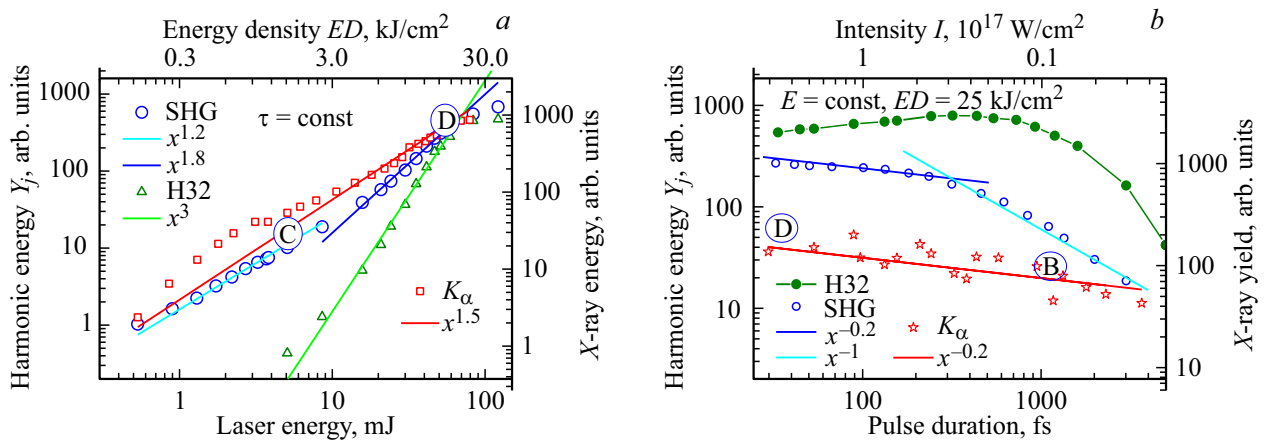 Energy density ED, kJ/cm²
a
0.3 3.0 30.0
Harmonic energy Yⱼ, arb. units
1000
100
10
1
SHG
x^1.2
x^1.8
H32
x^3
τ = const
D
C
Kα
x^1.5
1000
100
10
1
X-ray energy, arb. units
1 10 100
Laser energy, mJ
Intensity I, 10¹⁷ W/cm²
b
1 0.1
Harmonic energy Yⱼ, arb. units
1000
100
10
E = const, ED = 25 kJ/cm²
D
B
H32
SHG
x^−0.2 Kα
x^−1 x^−0.2
1000
100
10
X-ray yield, arb. units
100 1000
Pulse duration, fs